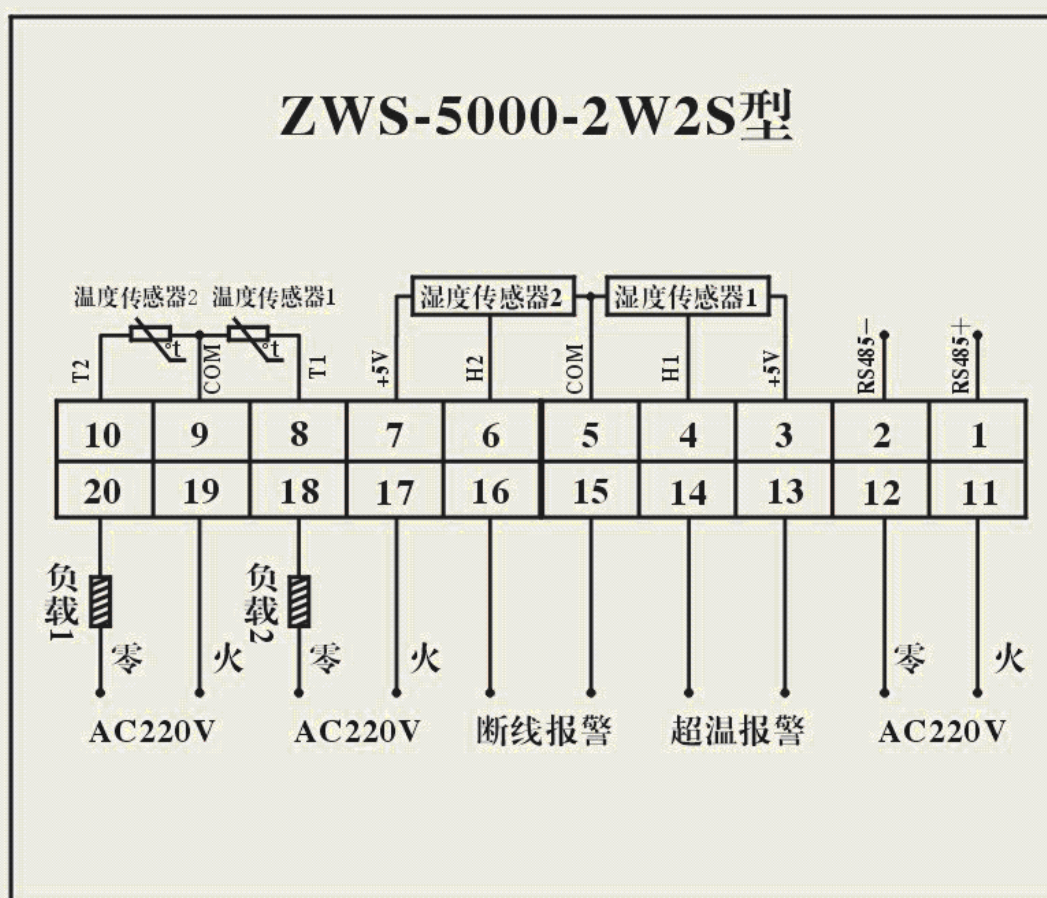 ZWS-5000-2W2S型
温度传感器2 温度传感器1 湿度传感器2 湿度传感器1
T2 COM T1 +5V H2 COM H1 +5V RS485− RS485+
°t °t
10 9 8 7 6 5 4 3 2 1
20 19 18 17 16 15 14 13 12 11
负载1 负载2
零 火 零 火 零 火
AC220V AC220V 断线报警 超温报警 AC220V